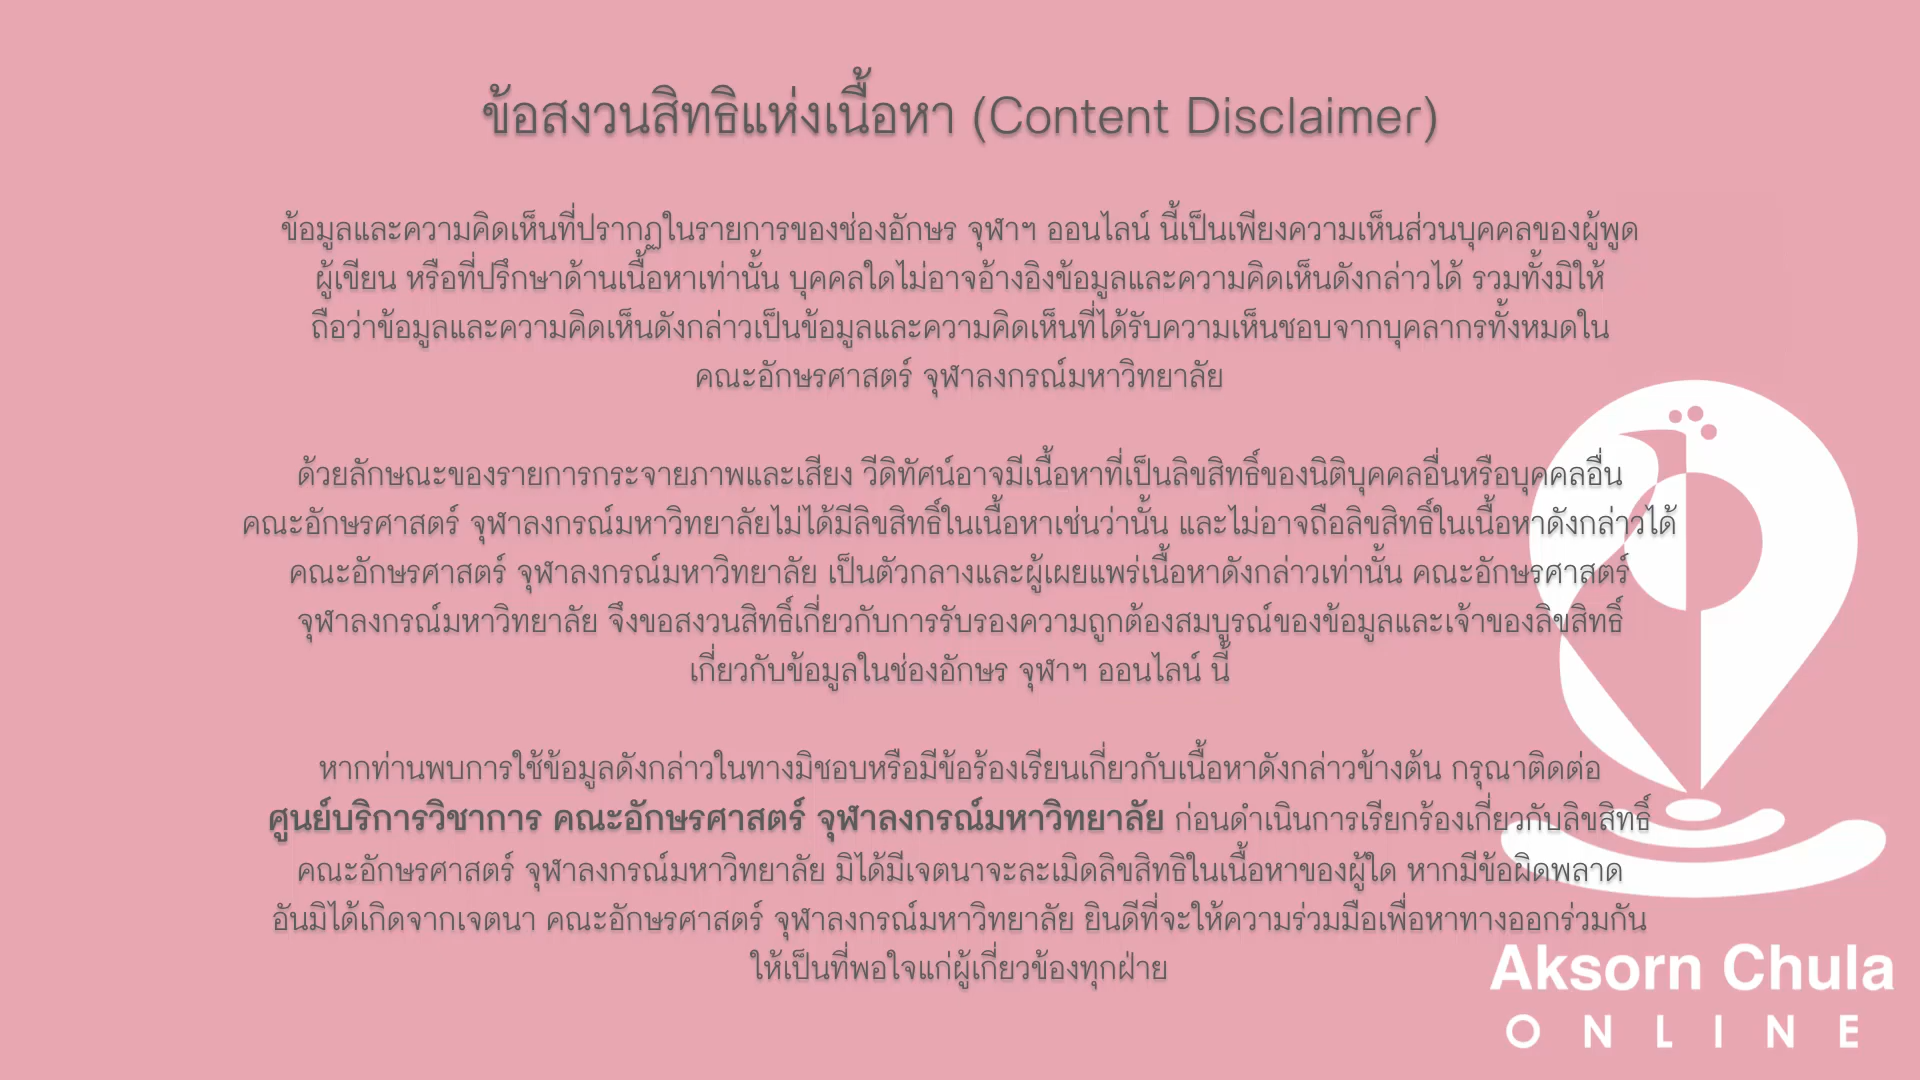 ข้อสงวนสิทธิแห่งเนื้อหา (Content Disclaimer)
ข้อมูลและความคิดเห็นที่ปรากฏในรายการของช่องอักษร จุฬาฯ ออนไลน์ นี้เป็นเพียงความเห็นส่วนบุคคลของผู้พูด
ผู้เขียน หรือที่ปรึกษาด้านเนื้อหาเท่านั้น บุคคลใดไม่อาจอ้างอิงข้อมูลและความคิดเห็นดังกล่าวได้ รวมทั้งมิให้
ถือว่าข้อมูลและความคิดเห็นดังกล่าวเป็นข้อมูลและความคิดเห็นที่ได้รับความเห็นชอบจากบุคลากรทั้งหมดใน
คณะอักษรศาสตร์ จุฬาลงกรณ์มหาวิทยาลัย
ด้วยลักษณะของรายการกระจายภาพและเสียง วีดิทัศน์อาจมีเนื้อหาที่เป็นลิขสิทธิ์ของนิติบุคคลอื่นหรือบุคคลอื่น
คณะอักษรศาสตร์ จุฬาลงกรณ์มหาวิทยาลัยไม่ได้มีลิขสิทธิ์ในเนื้อหาเช่นว่านั้น และไม่อาจถือลิขสิทธิ์ในเนื้อหาดังกล่าวได้
คณะอักษรศาสตร์ จุฬาลงกรณ์มหาวิทยาลัย เป็นตัวกลางและผู้เผยแพร่เนื้อหาดังกล่าวเท่านั้น คณะอักษรศาสตร์
จุฬาลงกรณ์มหาวิทยาลัย จึงขอสงวนสิทธิ์เกี่ยวกับการรับรองความถูกต้องสมบูรณ์ของข้อมูลและเจ้าของลิขสิทธิ์
เกี่ยวกับข้อมูลในช่องอักษร จุฬาฯ ออนไลน์ นี้
หากท่านพบการใช้ข้อมูลดังกล่าวในทางมิชอบหรือมีข้อร้องเรียนเกี่ยวกับเนื้อหาดังกล่าวข้างต้น กรุณาติดต่อ
ศูนย์บริการวิชาการ คณะอักษรศาสตร์ จุฬาลงกรณ์มหาวิทยาลัย ก่อนดำเนินการเรียกร้องเกี่ยวกับลิขสิทธิ์
คณะอักษรศาสตร์ จุฬาลงกรณ์มหาวิทยาลัย มิได้มีเจตนาจะละเมิดลิขสิทธิในเนื้อหาของผู้ใด หากมีข้อผิดพลาด
อันมิได้เกิดจากเจตนา คณะอักษรศาสตร์ จุฬาลงกรณ์มหาวิทยาลัย ยินดีที่จะให้ความร่วมมือเพื่อหาทางออกร่วมกัน
ให้เป็นที่พอใจแก่ผู้เกี่ยวข้องทุกฝ่าย
Aksorn Chula
ONLINE